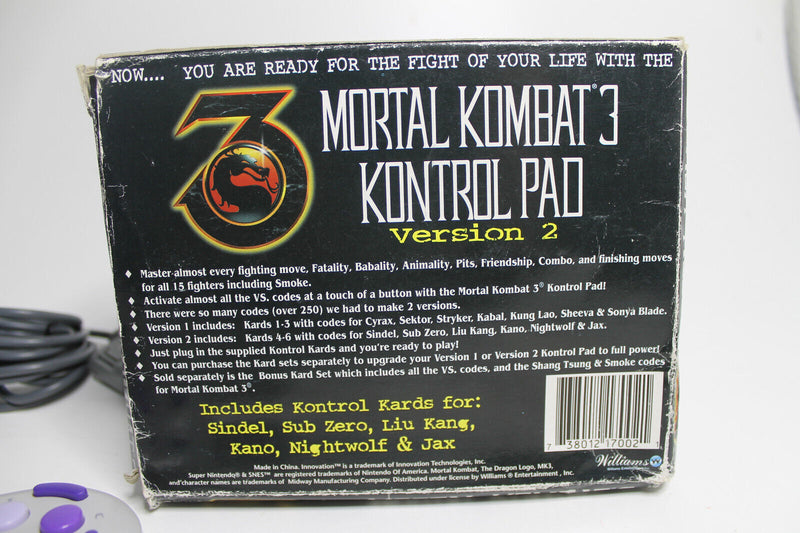 NOW.... YOU ARE READY FOR THE FIGHT OF YOUR LIFE WITH THE
3
MORTAL KOMBAT® 3
KONTROL PAD
Version 2
♦ Master almost every fighting move, Fatality, Babality, Animality, Pits, Friendship, Combo, and finishing moves
for all 15 fighters including Smoke.
♦ Activate almost all the VS. codes at a touch of a button with the Mortal Kombat 3® Kontrol Pad!
♦ There were so many codes (over 250) we had to make 2 versions.
♦ Version 1 includes: Kards 1-3 with codes for Cyrax, Sektor, Stryker, Kabal, Kung Lao, Sheeva & Sonya Blade.
♦ Version 2 includes: Kards 4-6 with codes for Sindel, Sub Zero, Liu Kang, Kano, Nightwolf & Jax.
♦ Just plug in the supplied Kontrol Kards and you're ready to play!
♦ You can purchase the Kard sets separately to upgrade your Version 1 or Version 2 Kontrol Pad to full power!
♦ Sold separately is the Bonus Kard Set which includes all the VS. codes, and the Shang Tsung & Smoke codes
for Mortal Kombat 3®.
Includes Kontrol Kards for:
Sindel, Sub Zero, Liu Kang,
Kano, Nightwolf & Jax
7 38012 17002 1
Made in China. Innovation™ is a trademark of Innovation Technologies, Inc.
Super Nintendo® & SNES™ are registered trademarks of Nintendo Of America. Mortal Kombat, The Dragon Logo, MK3,
and character names are trademarks of Midway Manufacturing Company. Distributed under license by Williams ® Entertainment , Inc.
Williams